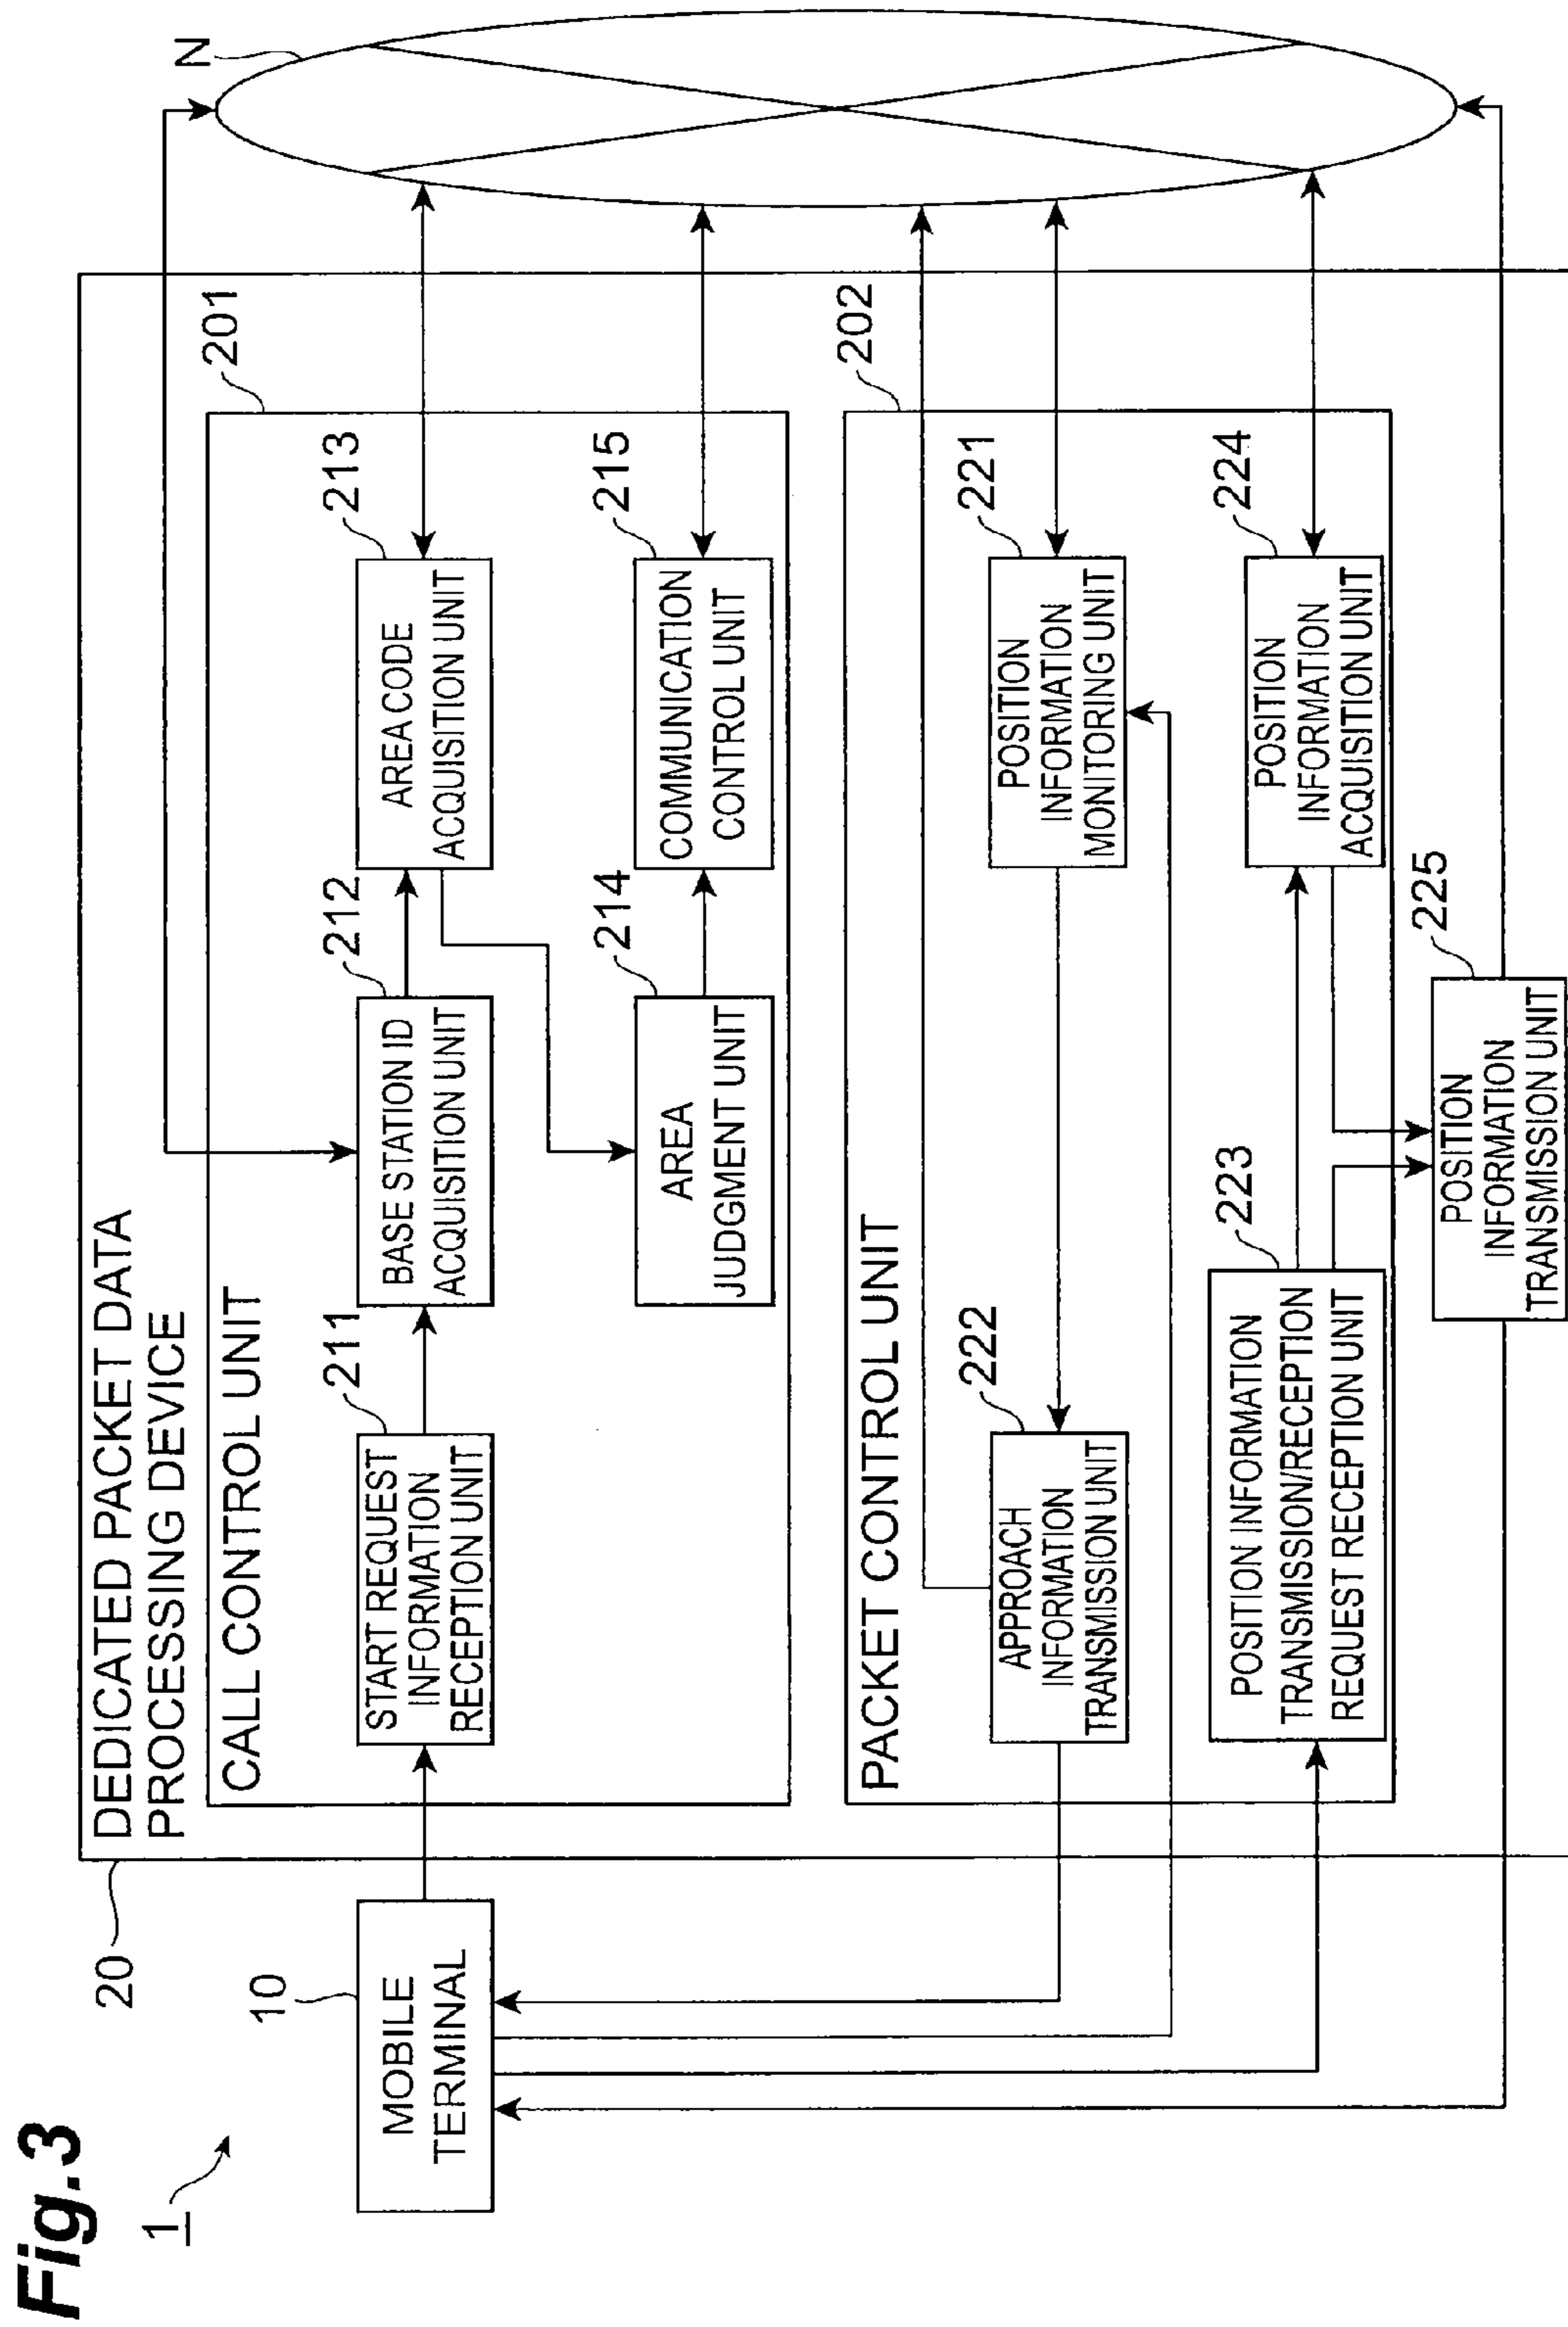 Fig.3
1
20
DEDICATED PACKET DATA
PROCESSING DEVICE
N
CALL CONTROL UNIT
201
10
MOBILE
TERMINAL
211
START REQUEST
INFORMATION
RECEPTION UNIT
212
BASE STATION ID
ACQUISITION UNIT
213
AREA CODE
ACQUISITION UNIT
214
AREA
JUDGMENT UNIT
215
COMMUNICATION
CONTROL UNIT
PACKET CONTROL UNIT
202
222
APPROACH
INFORMATION
TRANSMISSION UNIT
221
POSITION
INFORMATION
MONITORING UNIT
223
POSITION INFORMATION
TRANSMISSION/RECEPTION
REQUEST RECEPTION UNIT
224
POSITION
INFORMATION
ACQUISITION UNIT
225
POSITION
INFORMATION
TRANSMISSION UNIT